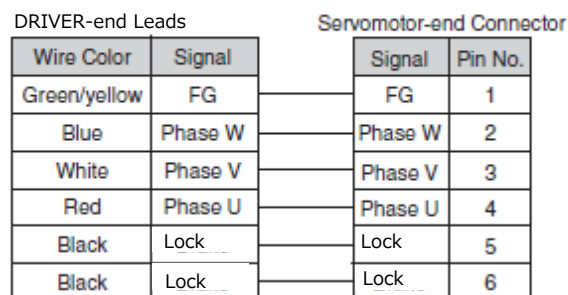 DRIVER-end Leads Servomotor-end Connector
Wire Color Signal Signal Pin No.
Green/yellow FG FG 1
Blue Phase W Phase W 2
White Phase V Phase V 3
Red Phase U Phase U 4
Black Lock Lock 5
Black Lock Lock 6